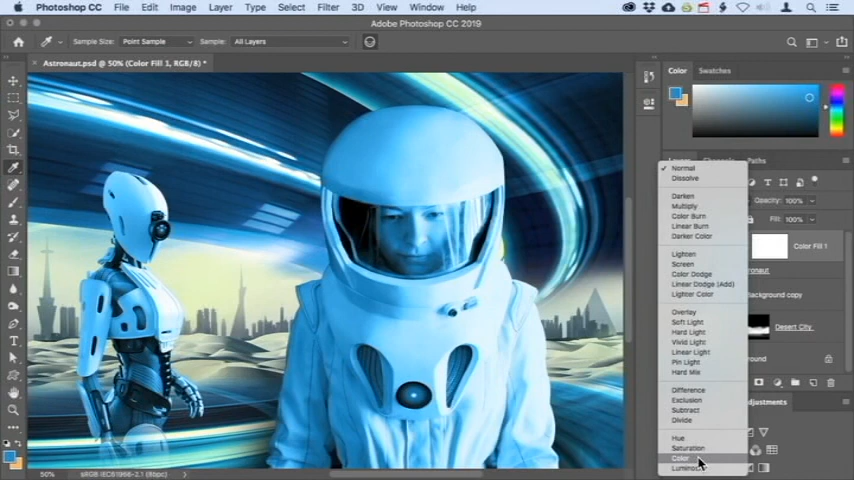 Photoshop CC File Edit Image Layer Type Select Filter 3D View Window Help
Adobe Photoshop CC 2019
Sample Size: Point Sample Sample: All Layers
Astronaut.psd @ 50% (Color Fill 1, RGB/8) *
Color Swatches
Paths
Normal
Dissolve
Darken
Multiply
Color Burn
Linear Burn
Darker Color
Lighten
Screen
Color Dodge
Linear Dodge (Add)
Lighter Color
Overlay
Soft Light
Hard Light
Vivid Light
Linear Light
Pin Light
Hard Mix
Difference
Exclusion
Subtract
Divide
Hue
Saturation
Color
Opacity: 100%
Fill: 100%
Color Fill 1
onaut
ackground copy
Desert City
ound
djustments
50% sRGB IEC61966-2.1 (8bpc)